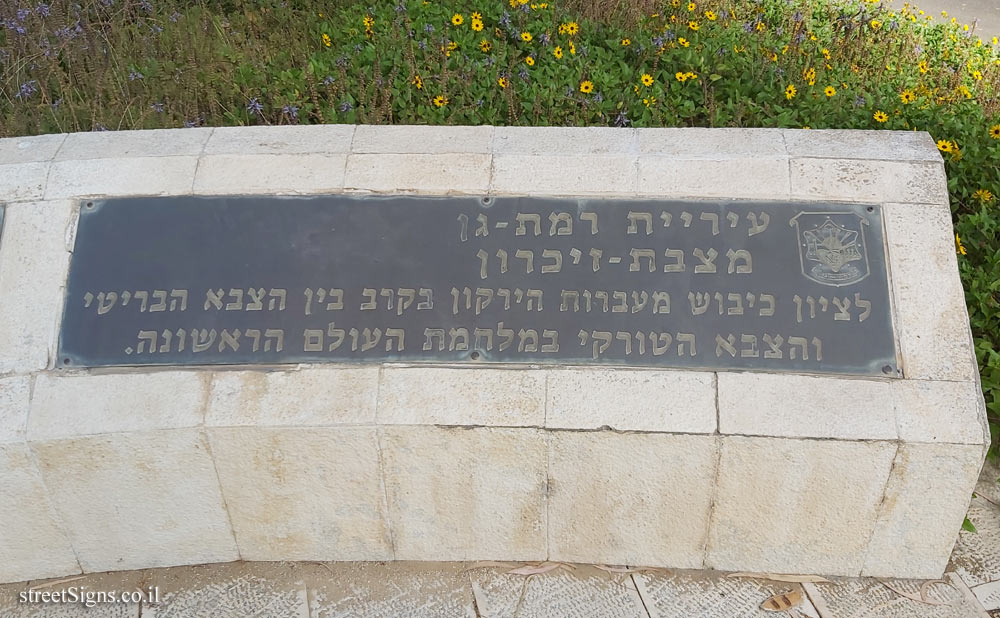 עיריית רמת-גן
מצבת-זיכרון
לציון כיבוש מעברות הירקון בקרב בין הצבא הבריטי
והצבא הטורקי במלחמת העולם הראשונה.
streetSigns.co.il